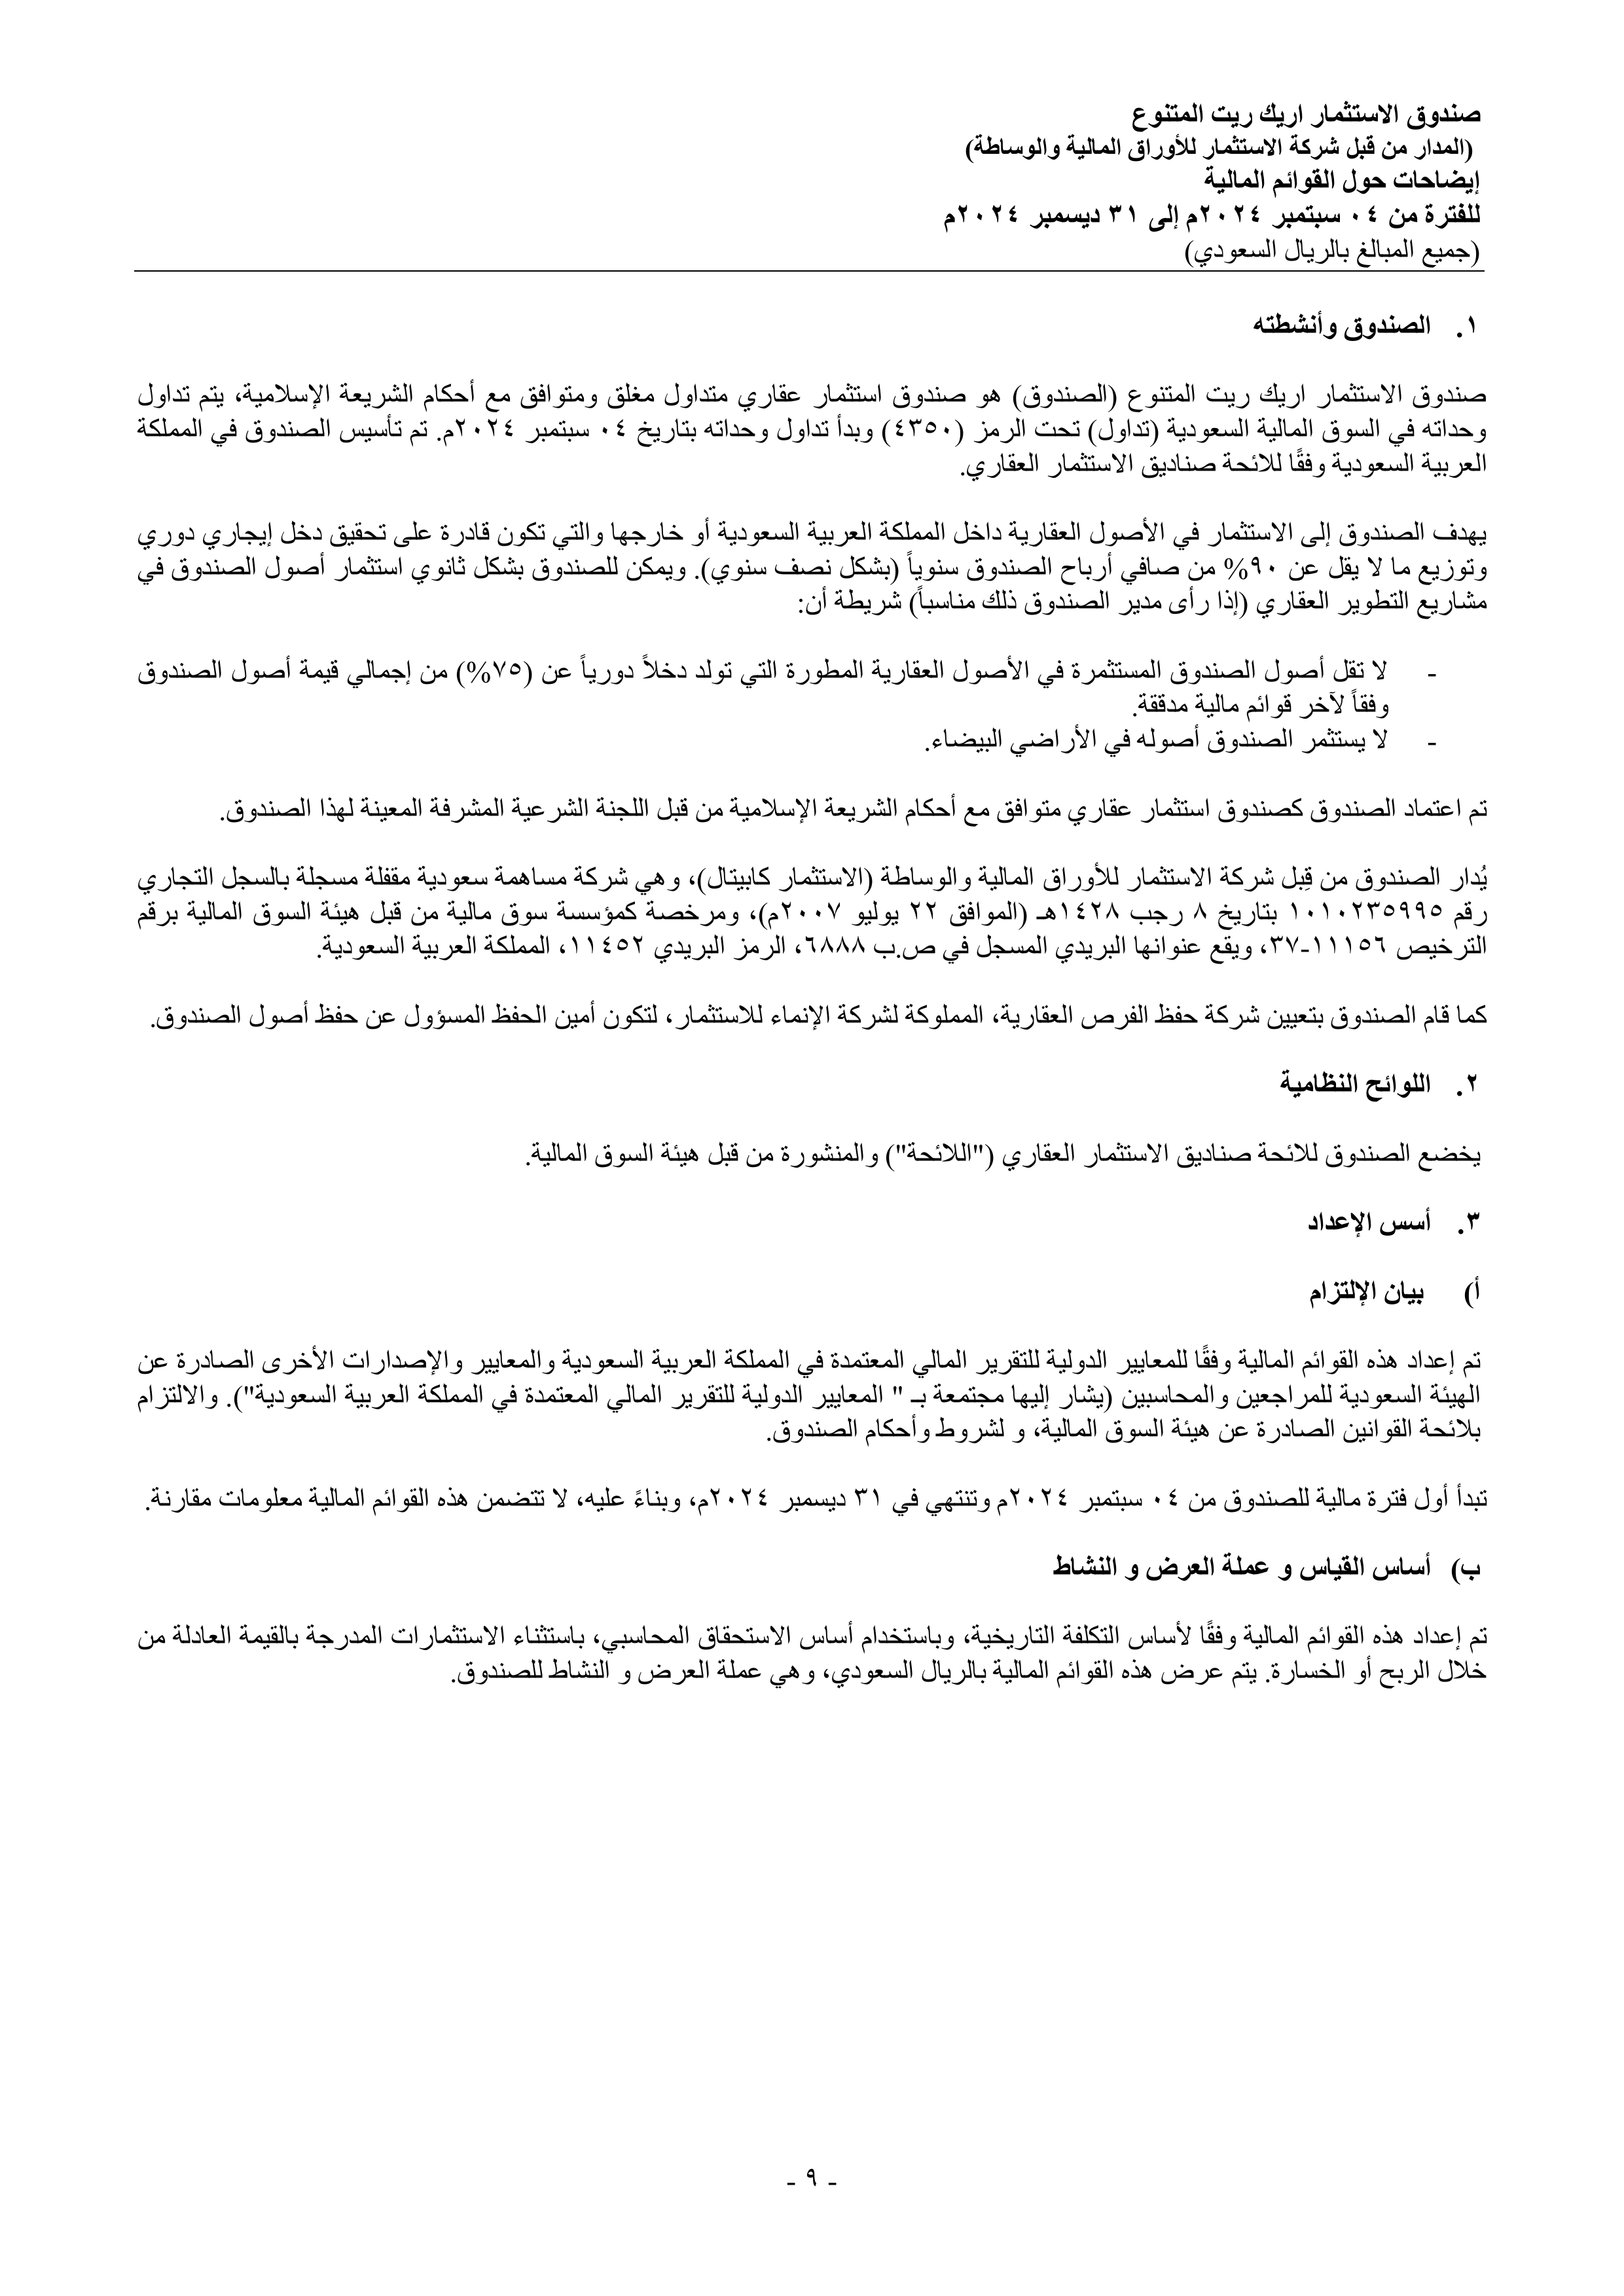 صندوق الاستثمار اريك ريت المتنوع
(المدار من قبل شركة الاستثمار للأوراق المالية والوساطة)
إيضاحات حول القوائم المالية
للفترة من ٠٤ سبتمبر ٢٠٢٤م إلى ٣١ ديسمبر ٢٠٢٤م
(جميع المبالغ بالريال السعودي)
١. الصندوق وأنشطته
صندوق الاستثمار اريك ريت المتنوع (الصندوق) هو صندوق استثمار عقاري متداول مغلق ومتوافق مع أحكام الشريعة الإسلامية، يتم تداول
وحداته في السوق المالية السعودية (تداول) تحت الرمز (٤٣٥٠) وبدأ تداول وحداته بتاريخ ٠٤ سبتمبر ٢٠٢٤م. تم تأسيس الصندوق في المملكة
العربية السعودية وفقًا للائحة صناديق الاستثمار العقاري.
يهدف الصندوق إلى الاستثمار في الأصول العقارية داخل المملكة العربية السعودية أو خارجها والتي تكون قادرة على تحقيق دخل إيجاري دوري
وتوزيع ما لا يقل عن ٩٠% من صافي أرباح الصندوق سنوياً (بشكل نصف سنوي). ويمكن للصندوق بشكل ثانوي استثمار أصول الصندوق في
مشاريع التطوير العقاري (إذا رأى مدير الصندوق ذلك مناسباً) شريطة أن:
- لا تقل أصول الصندوق المستثمرة في الأصول العقارية المطورة التي تولد دخلاً دورياً عن (٧٥%) من إجمالي قيمة أصول الصندوق
وفقاً لآخر قوائم مالية مدققة.
- لا يستثمر الصندوق أصوله في الأراضي البيضاء.
تم اعتماد الصندوق كصندوق استثمار عقاري متوافق مع أحكام الشريعة الإسلامية من قبل اللجنة الشرعية المشرفة المعينة لهذا الصندوق.
يُدار الصندوق من قِبل شركة الاستثمار للأوراق المالية والوساطة (الاستثمار كابيتال)، وهي شركة مساهمة سعودية مقفلة مسجلة بالسجل التجاري
رقم ١٠١٠٢٣٥٩٩٥ بتاريخ ٨ رجب ١٤٢٨هـ (الموافق ٢٢ يوليو ٢٠٠٧م)، ومرخصة كمؤسسة سوق مالية من قبل هيئة السوق المالية برقم
الترخيص ١١١٥٦-٣٧، ويقع عنوانها البريدي المسجل في ص.ب ٦٨٨٨، الرمز البريدي ١١٤٥٢، المملكة العربية السعودية.
كما قام الصندوق بتعيين شركة حفظ الفرص العقارية، المملوكة لشركة الإنماء للاستثمار، لتكون أمين الحفظ المسؤول عن حفظ أصول الصندوق.
٢. اللوائح النظامية
يخضع الصندوق للائحة صناديق الاستثمار العقاري ("اللائحة") والمنشورة من قبل هيئة السوق المالية.
٣. أسس الإعداد
أ) بيان الإلتزام
تم إعداد هذه القوائم المالية وفقًا للمعايير الدولية للتقرير المالي المعتمدة في المملكة العربية السعودية والمعايير والإصدارات الأخرى الصادرة عن
الهيئة السعودية للمراجعين والمحاسبين (يشار إليها مجتمعة بـ " المعايير الدولية للتقرير المالي المعتمدة في المملكة العربية السعودية"). والالتزام
بلائحة القوانين الصادرة عن هيئة السوق المالية، و لشروط وأحكام الصندوق.
تبدأ أول فترة مالية للصندوق من ٠٤ سبتمبر ٢٠٢٤م وتنتهي في ٣١ ديسمبر ٢٠٢٤م، وبناءً عليه، لا تتضمن هذه القوائم المالية معلومات مقارنة.
ب) أساس القياس و عملة العرض و النشاط
تم إعداد هذه القوائم المالية وفقًا لأساس التكلفة التاريخية، وباستخدام أساس الاستحقاق المحاسبي، باستثناء الاستثمارات المدرجة بالقيمة العادلة من
خلال الربح أو الخسارة. يتم عرض هذه القوائم المالية بالريال السعودي، وهي عملة العرض و النشاط للصندوق.
- ٩ -